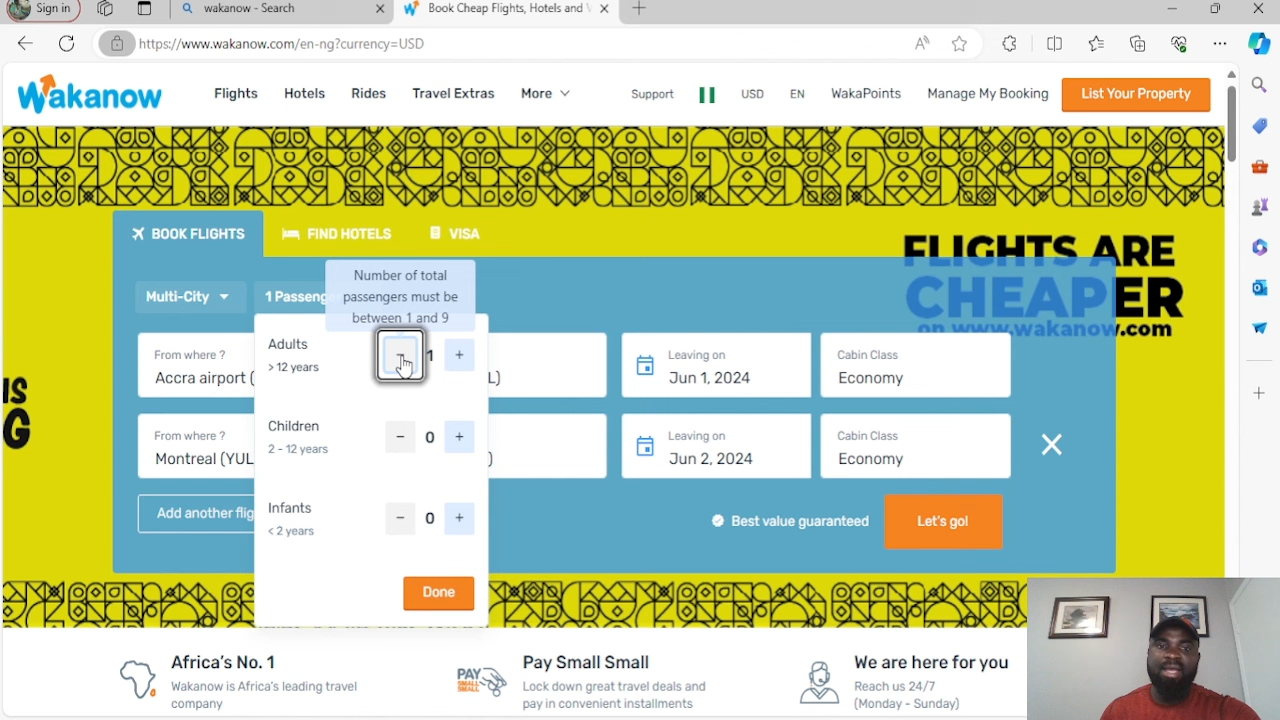 Sign in
wakanow - Search
Book Cheap Flights, Hotels and V
https://www.wakanow.com/en-ng?currency=USD
Wakanow
Flights
Hotels
Rides
Travel Extras
More
Support
USD
EN
WakaPoints
Manage My Booking
List Your Property
BOOK FLIGHTS
FIND HOTELS
VISA
FLIGHTS ARE
CHEAPER
on www.wakanow.com
IS
G
Multi-City
1 Passeng
Number of total
passengers must be
between 1 and 9
Adults
> 12 years
1
Children
2 - 12 years
0
Infants
< 2 years
0
Done
From where ?
Accra airport (
L)
Leaving on
Jun 1, 2024
Cabin Class
Economy
From where ?
Montreal (YUL
)
Leaving on
Jun 2, 2024
Cabin Class
Economy
Add another flig
Best value guaranteed
Let's go!
Africa's No. 1
Wakanow is Africa's leading travel
company
PAY
SMALL
SMALL
Pay Small Small
Lock down great travel deals and
pay in convenient installments
We are here for you
Reach us 24/7
(Monday - Sunday)